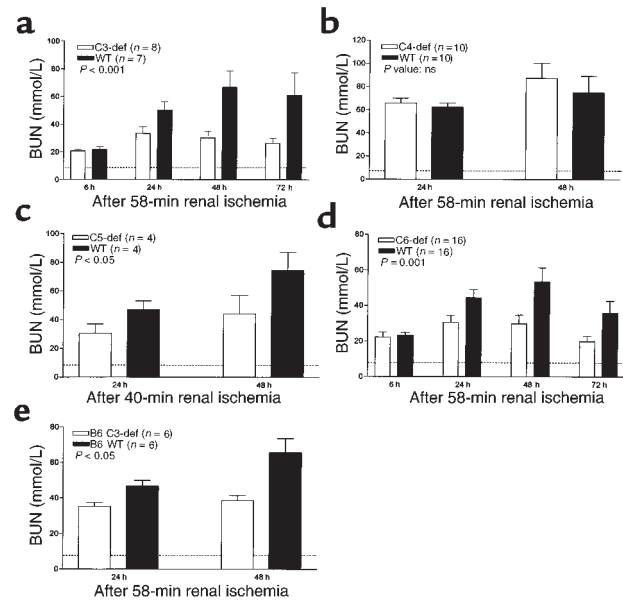 a
C3-def (n = 8)
WT (n = 7)
P < 0.001
BUN (mmol/L)
100
80
60
40
20
0
6 h
24 h
48 h
72 h
After 58-min renal ischemia
b
C4-def (n = 10)
WT (n = 10)
P value: ns
BUN (mmol/L)
120
100
80
60
40
20
0
24 h
48 h
After 58-min renal ischemia
c
C5-def (n = 4)
WT (n = 4)
P < 0.05
BUN (mmol/L)
100
80
60
40
20
0
24 h
48 h
After 40-min renal ischemia
d
C6-def (n = 16)
WT (n = 16)
P = 0.001
BUN (mmol/L)
80
60
40
20
0
6 h
24 h
48 h
72 h
After 58-min renal ischemia
e
B6 C3-def (n = 6)
B6 WT (n = 6)
P < 0.05
BUN (mmol/L)
80
60
40
20
0
24 h
48 h
After 58-min renal ischemia